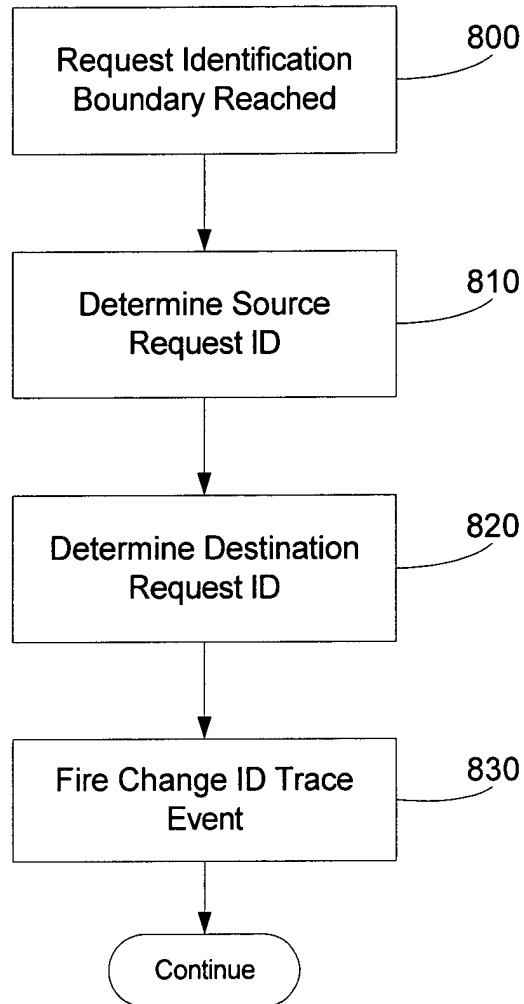 Request Identification
Boundary Reached
800
Determine Source
Request ID
810
Determine Destination
Request ID
820
Fire Change ID Trace
Event
830
Continue